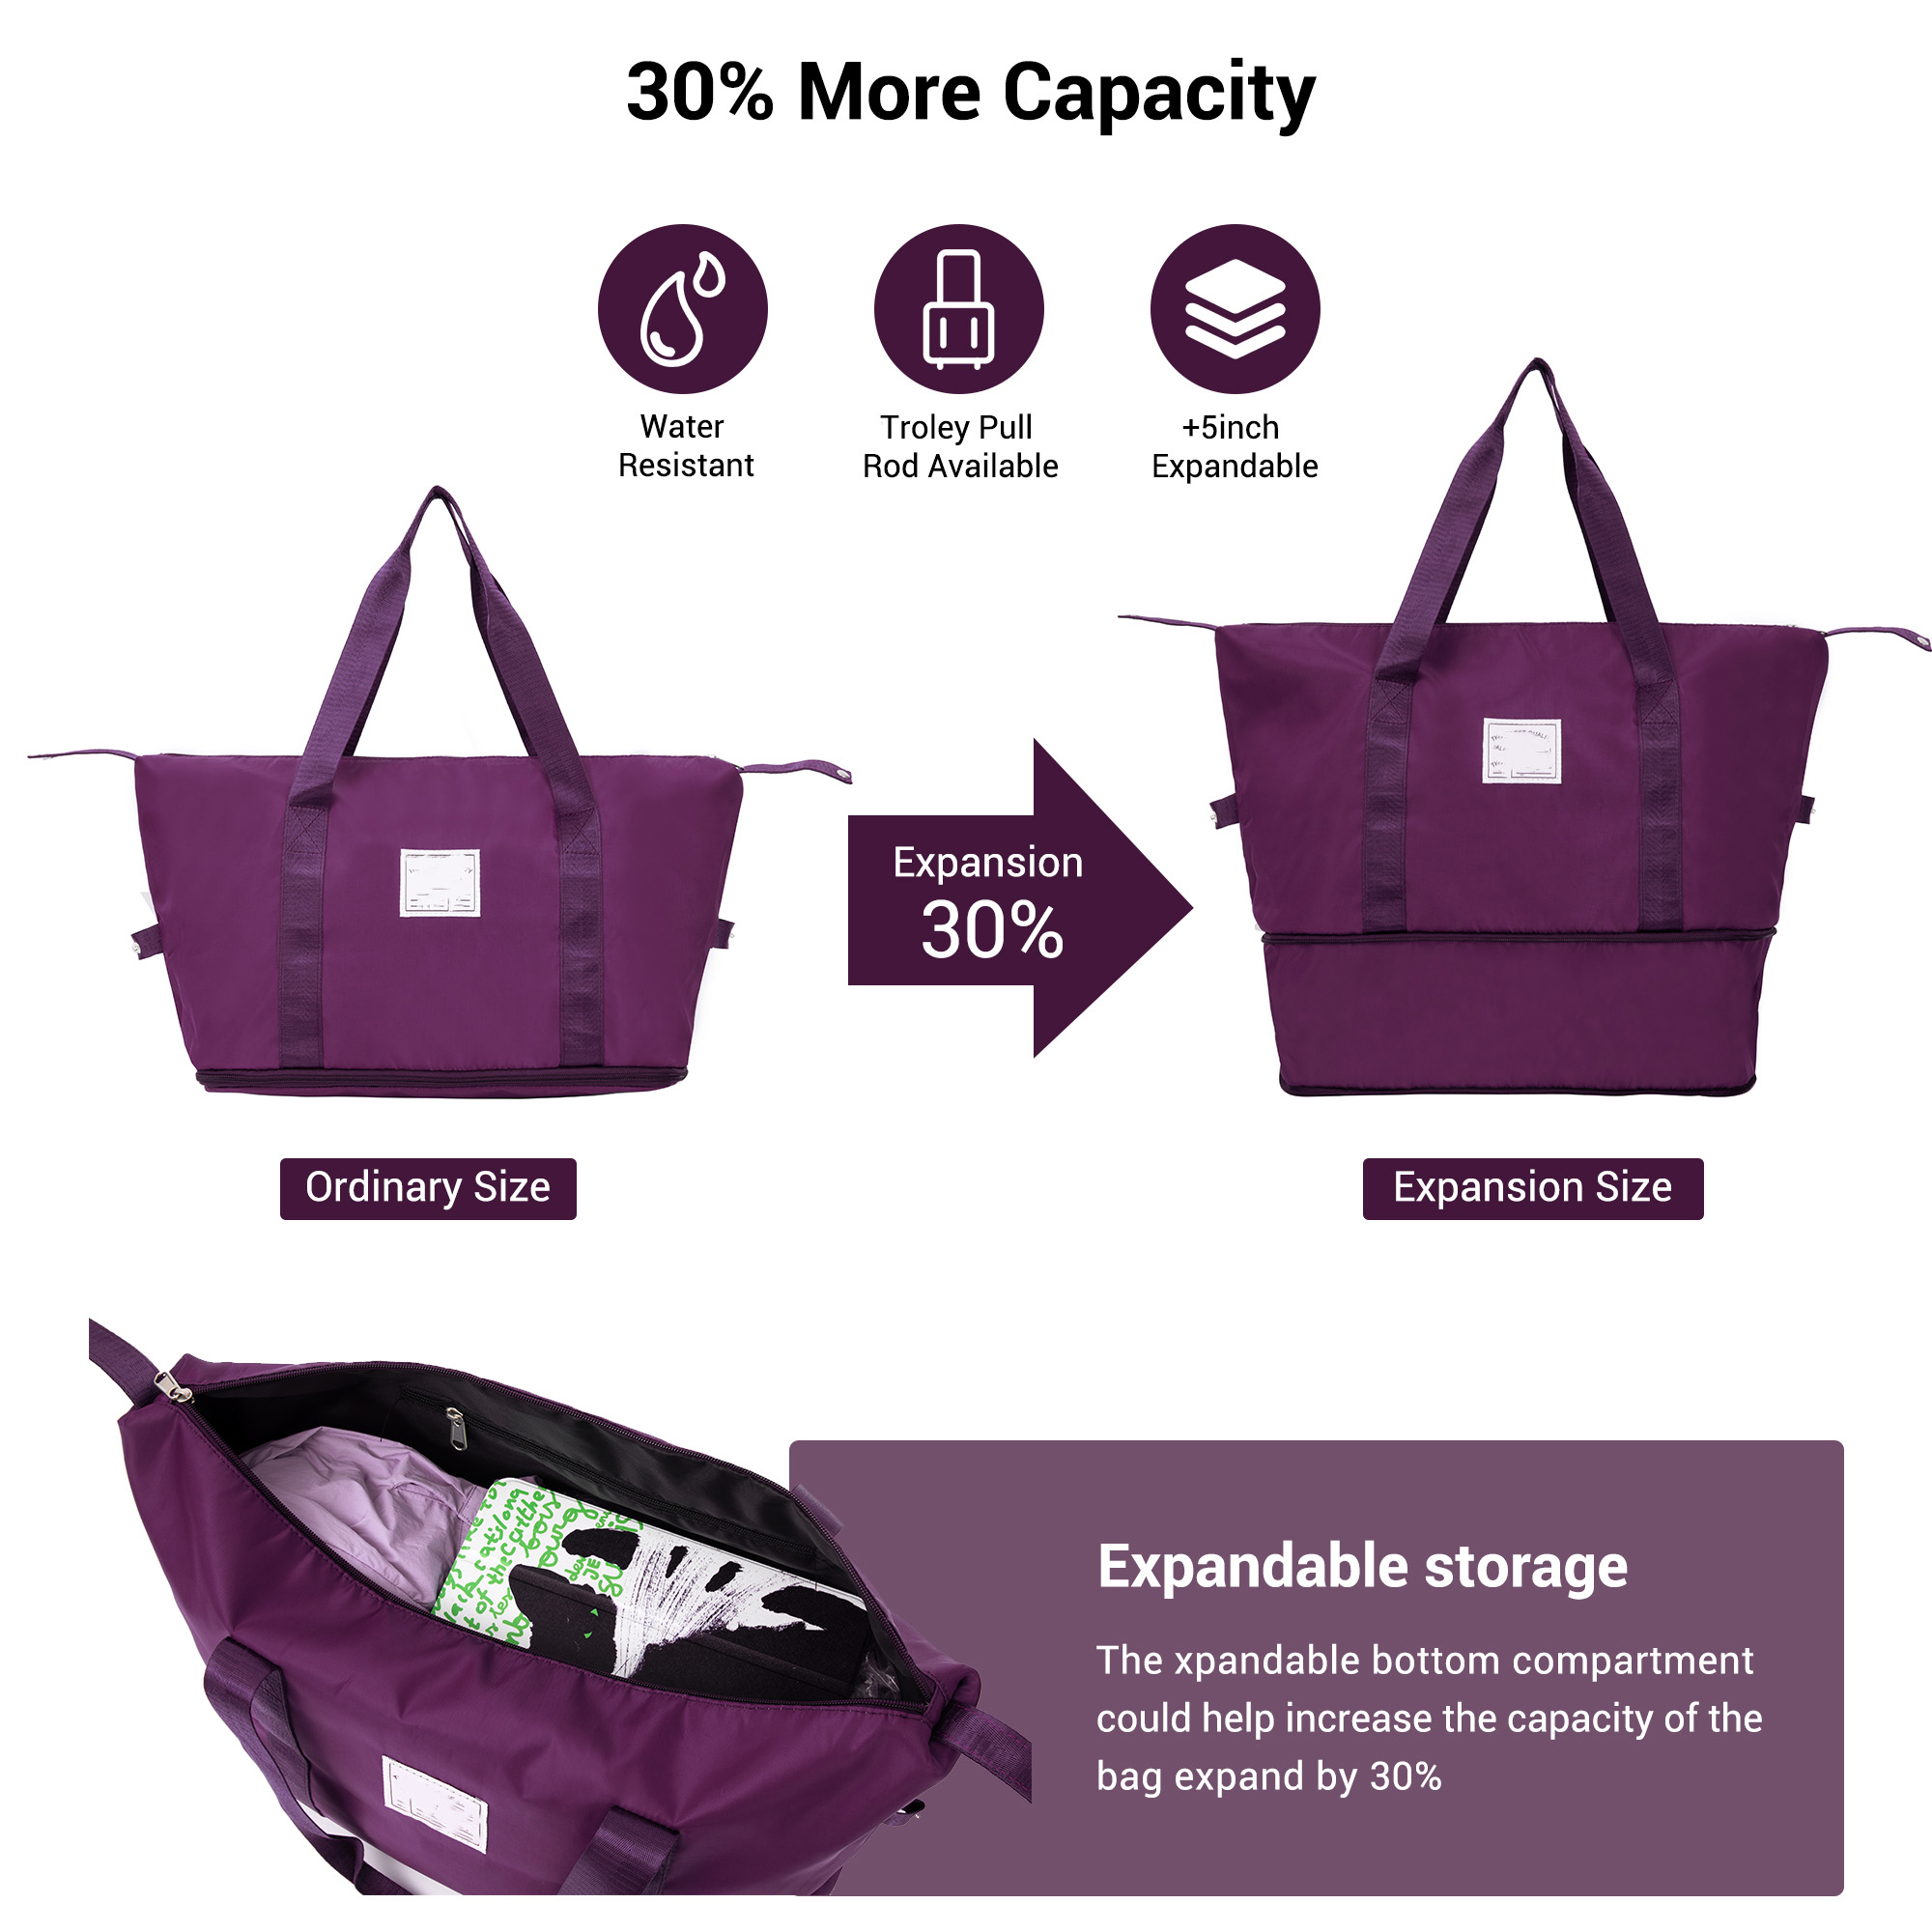 30% More Capacity
Water
Resistant
Troley Pull
Rod Available
+5inch
Expandable
Expansion
30%
Ordinary Size
Expansion Size
Expandable storage
The xpandable bottom compartment
could help increase the capacity of the
bag expand by 30%